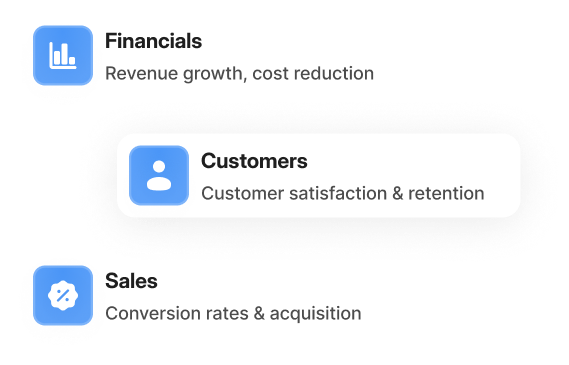 Financials
Revenue growth, cost reduction
Customers
Customer satisfaction & retention
Sales
Conversion rates & acquisition